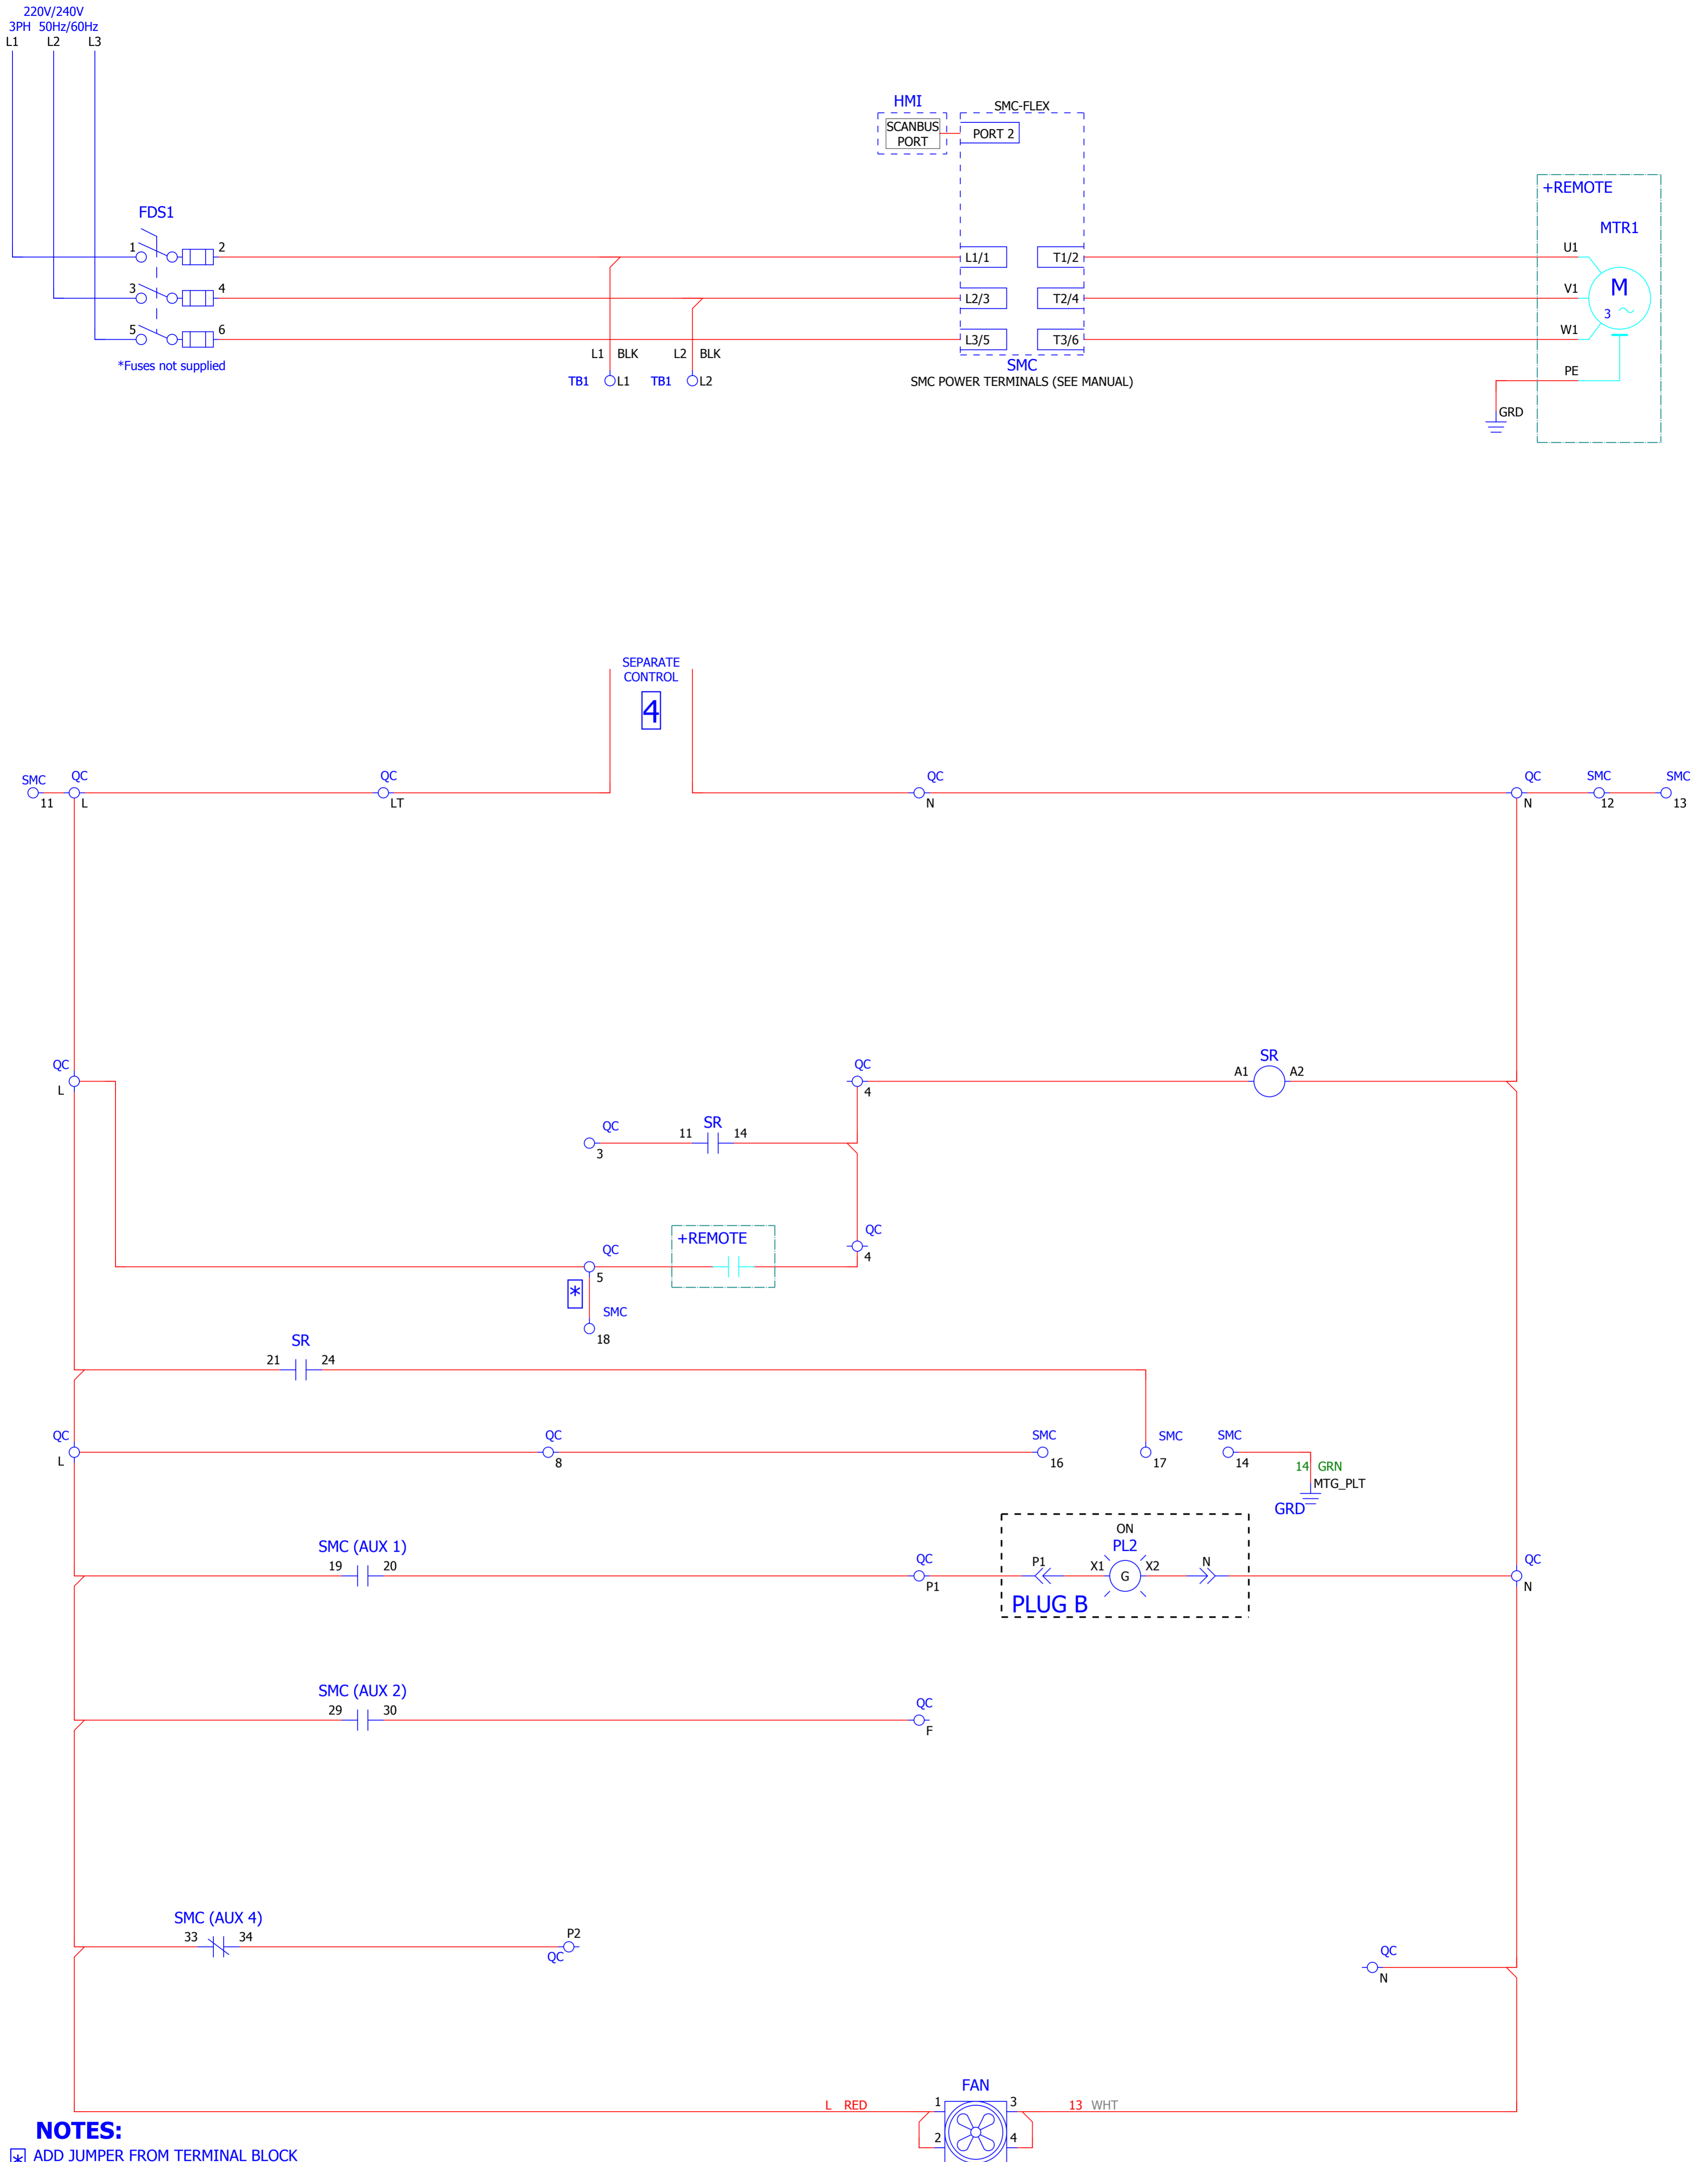 220V/240V
3PH 50Hz/60Hz
L1 L2 L3
HMI
SMC-FLEX
SCANBUS
PORT
PORT 2
+REMOTE
MTR1
FDS1
1 2
3 4
5 6
*Fuses not supplied
L1/1 T1/2
L2/3 T2/4
L3/5 T3/6
U1
V1
W1
PE
M
3
GRD
L1 BLK L2 BLK
TB1 L1 TB1 L2
SMC
SMC POWER TERMINALS (SEE MANUAL)
SEPARATE
CONTROL
4
SMC QC QC QC QC SMC SMC
11 L LT N N 12 13
QC QC SR
L 4 A1 A2
QC SR
3 11 14
+REMOTE
QC QC
5 4
*
SMC
18
SR
21 24
QC QC SMC SMC SMC
L 8 16 17 14
14 GRN
MTG_PLT
GRD
SMC (AUX 1)
19 20
QC
P1
ON
PL2
P1 X1 G X2 N
PLUG B
QC
N
SMC (AUX 2)
29 30
QC
F
SMC (AUX 4)
33 34
P2
QC
QC
N
FAN
L RED 1 3 13 WHT
2 4
NOTES:
* ADD JUMPER FROM TERMINAL BLOCK